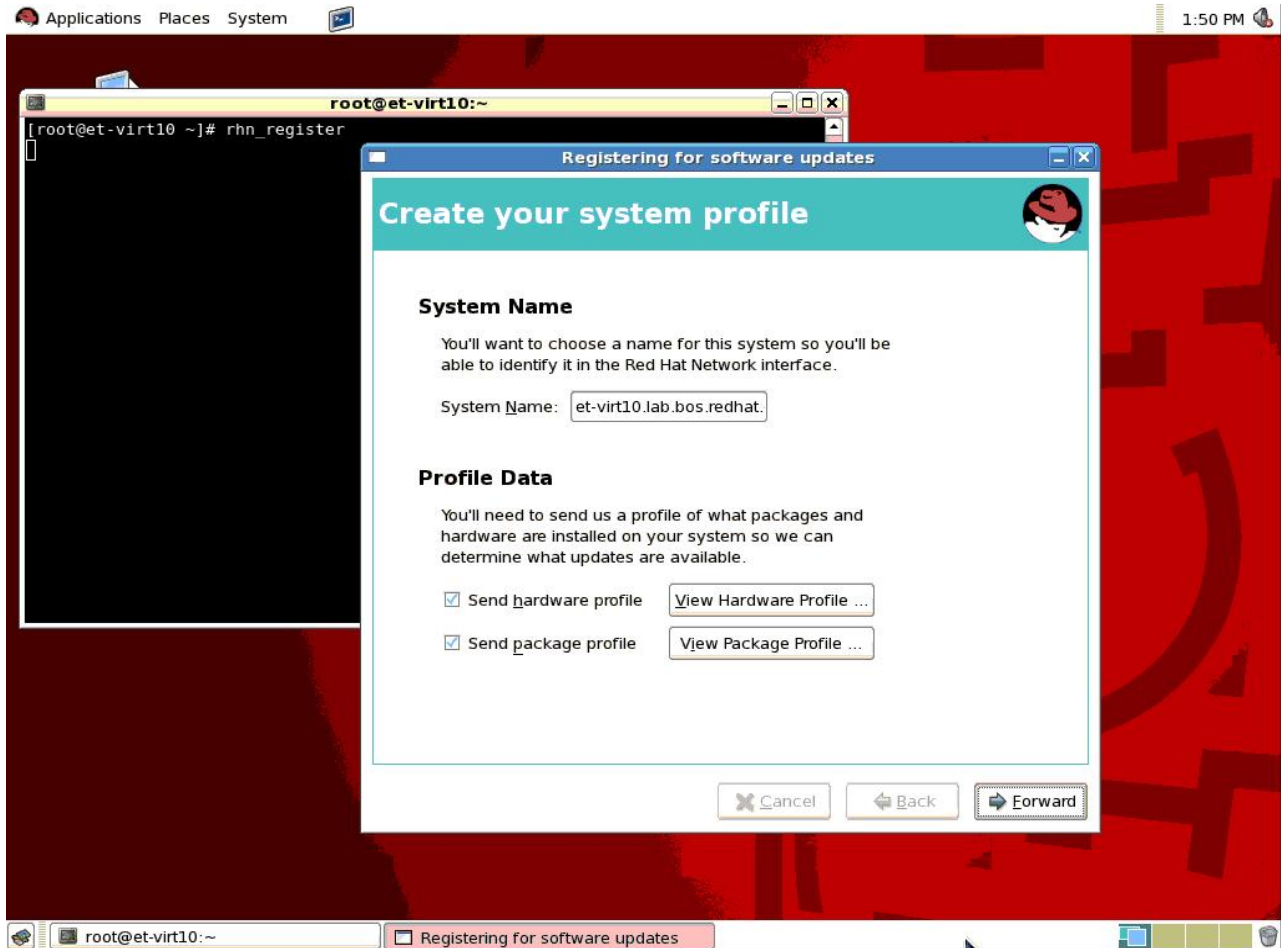 Applications Places System
1:50 PM
root@et-virt10:~
[root@et-virt10 ~]# rhn_register
Registering for software updates
Create your system profile
System Name
You'll want to choose a name for this system so you'll be
able to identify it in the Red Hat Network interface.
System Name: et-virt10.lab.bos.redhat.
Profile Data
You'll need to send us a profile of what packages and
hardware are installed on your system so we can
determine what updates are available.
Send hardware profile View Hardware Profile ...
Send package profile View Package Profile ...
Cancel Back Forward
root@et-virt10:~ Registering for software updates